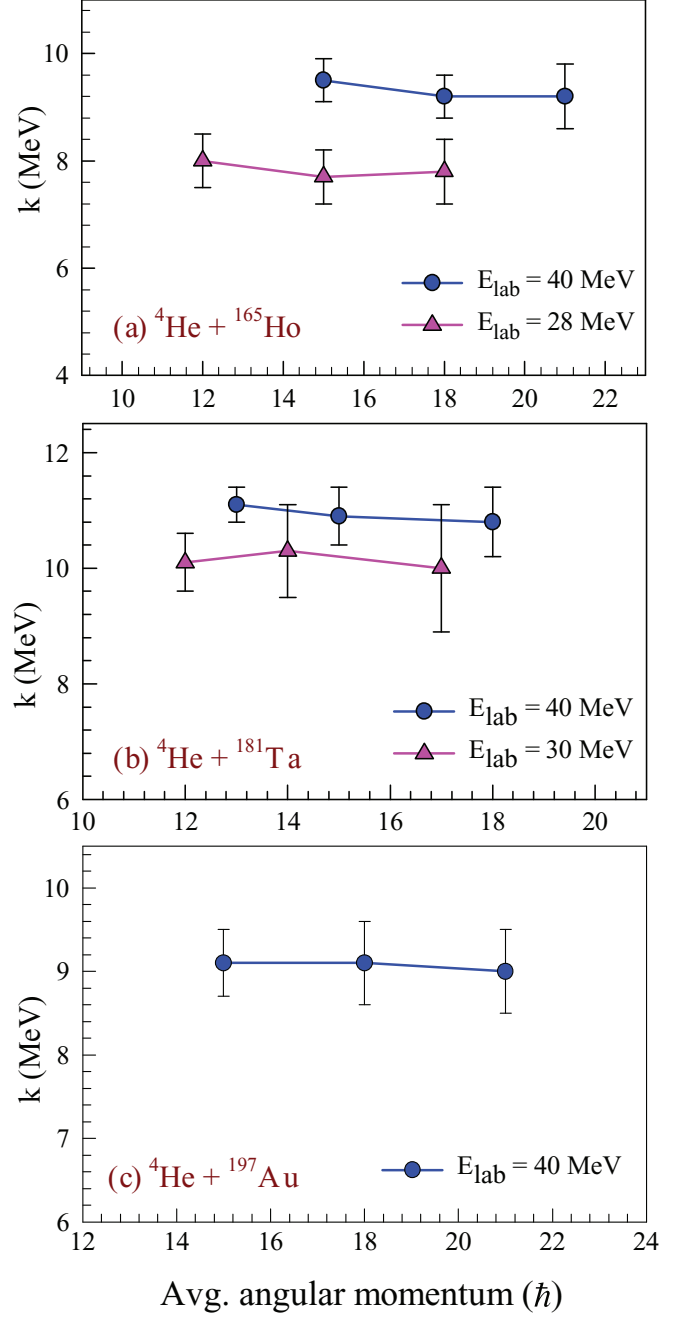 10
8
6
4
k (MeV)
E_lab = 40 MeV
E_lab = 28 MeV
(a) ⁴He + ¹⁶⁵Ho
10 12 14 16 18 20 22
12
10
8
6
k (MeV)
E_lab = 40 MeV
E_lab = 30 MeV
(b) ⁴He + ¹⁸¹Ta
10 12 14 16 18 20
10
9
8
7
6
k (MeV)
(c) ⁴He + ¹⁹⁷Au
E_lab = 40 MeV
12 14 16 18 20 22 24
Avg. angular momentum (ℏ)